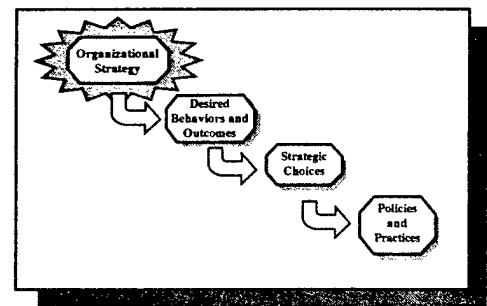 Organizational
Strategy
Desired
Behaviors and
Outcomes
Strategic
Choices
Policies
and
Practices